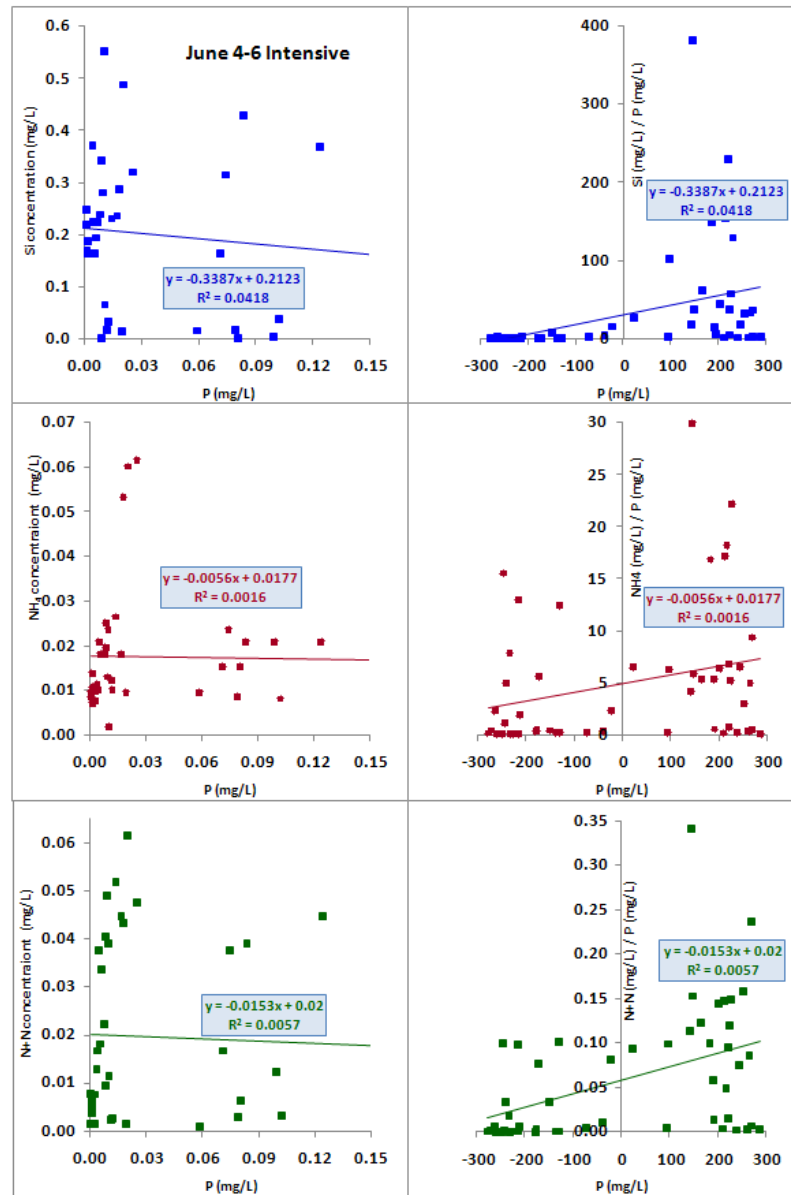 June 4-6 Intensive
Si concentration (mg/L)
0.6
0.5
0.4
0.3
0.2
0.1
0.0
y = -0.3387x + 0.2123
R² = 0.0418
0.00 0.03 0.06 0.09 0.12 0.15
P (mg/L)
Si (mg/L) / P (mg/L)
400
300
200
100
0
y = -0.3387x + 0.2123
R² = 0.0418
-300 -200 -100 0 100 200 300
P (mg/L)
NH₄ concentraiont (mg/L)
0.07
0.06
0.05
0.04
0.03
0.02
0.01
0.00
y = -0.0056x + 0.0177
R² = 0.0016
0.00 0.03 0.06 0.09 0.12 0.15
P (mg/L)
NH4 (mg/L) / P (mg/L)
30
25
20
15
10
5
0
y = -0.0056x + 0.0177
R² = 0.0016
-300 -200 -100 0 100 200 300
P (mg/L)
N+N concentraiont (mg/L)
0.06
0.05
0.04
0.03
0.02
0.01
0.00
y = -0.0153x + 0.02
R² = 0.0057
0.00 0.03 0.06 0.09 0.12 0.15
P (mg/L)
N+N (mg/L) / P (mg/L)
0.35
0.30
0.25
0.20
0.15
0.10
0.05
0.00
y = -0.0153x + 0.02
R² = 0.0057
-300 -200 -100 0 100 200 300
P (mg/L)